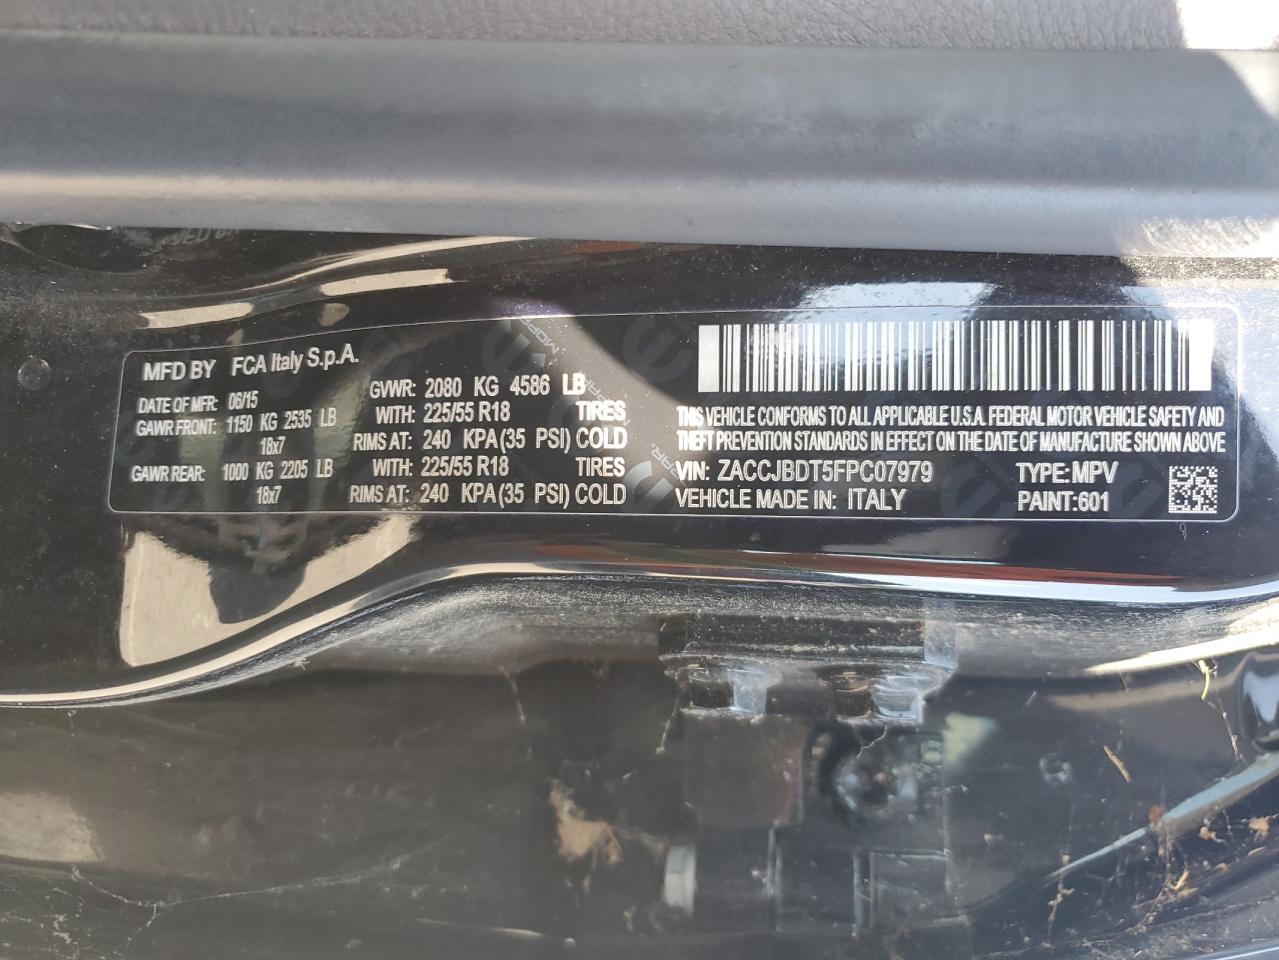 MFD BY FCA Italy S.p.A.
DATE OF MFR: 06/15 GVWR: 2080 KG 4586 LB
GAWR FRONT: 1150 KG 2535 LB WITH: 225/55 R18 TIRES
18x7 RIMS AT: 240 KPA (35 PSI) COLD
GAWR REAR: 1000 KG 2205 LB WITH: 225/55 R18 TIRES
18x7 RIMS AT: 240 KPA (35 PSI) COLD
THIS VEHICLE CONFORMS TO ALL APPLICABLE U.S.A. FEDERAL MOTOR VEHICLE SAFETY AND
THEFT PREVENTION STANDARDS IN EFFECT ON THE DATE OF MANUFACTURE SHOWN ABOVE
VIN: ZACCJBDT5FPC07979 TYPE:MPV
VEHICLE MADE IN: ITALY PAINT:601